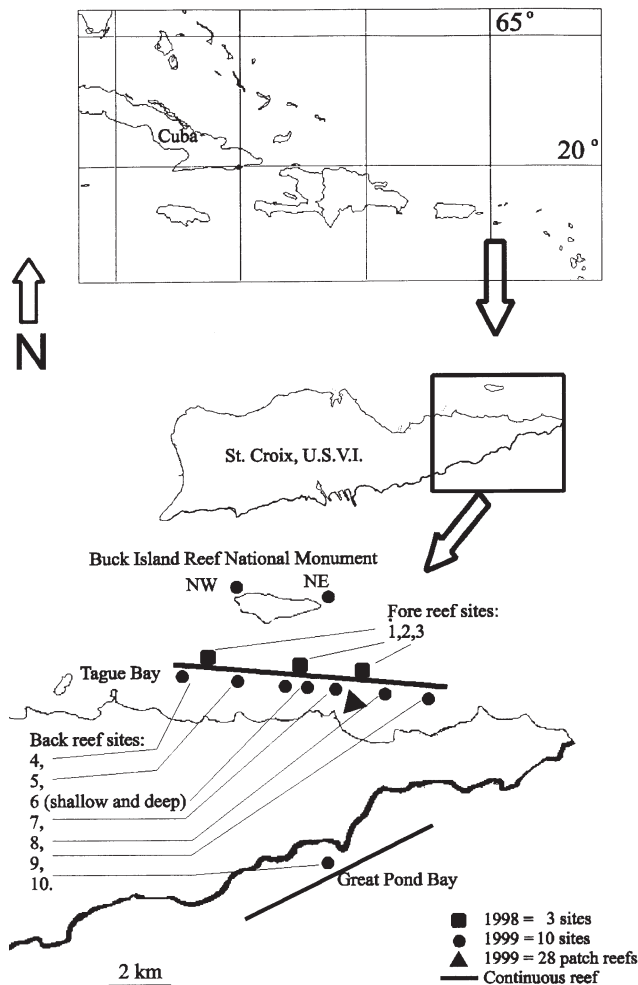 65°
Cuba
20°
N
St. Croix, U.S.V.I.
Buck Island Reef National Monument
NW
NE
Fore reef sites:
1,2,3
Tague Bay
Back reef sites:
4,
5,
6 (shallow and deep)
7,
8,
9,
10.
Great Pond Bay
1998 = 3 sites
1999 = 10 sites
1999 = 28 patch reefs
Continuous reef
2 km